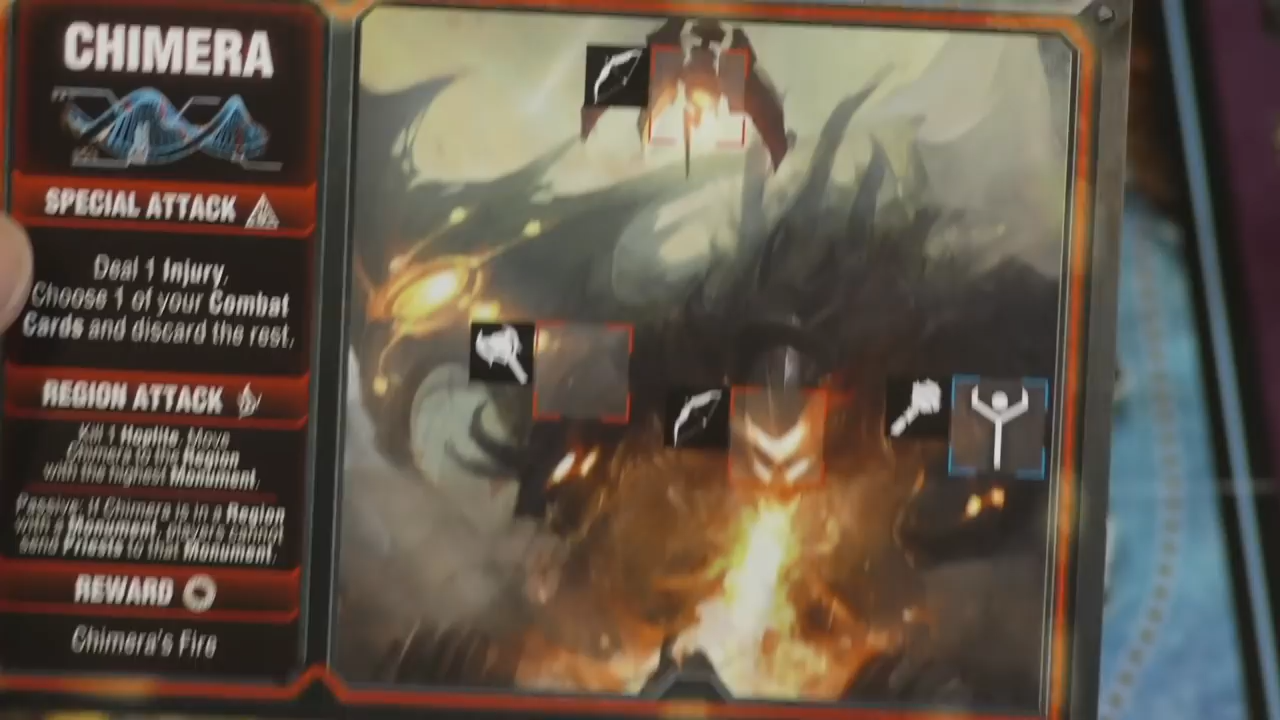 CHIMERA
SPECIAL ATTACK
Deal 1 Injury.
Choose 1 of your Combat
Cards and discard the rest.
REGION ATTACK
Kill 1 Hoplite. Move
Chimera to the Region
with the highest Monument.
Passive: If Chimera is in a Region
with a Monument, players cannot
send Priests to that Monument.
REWARD
Chimera's Fire